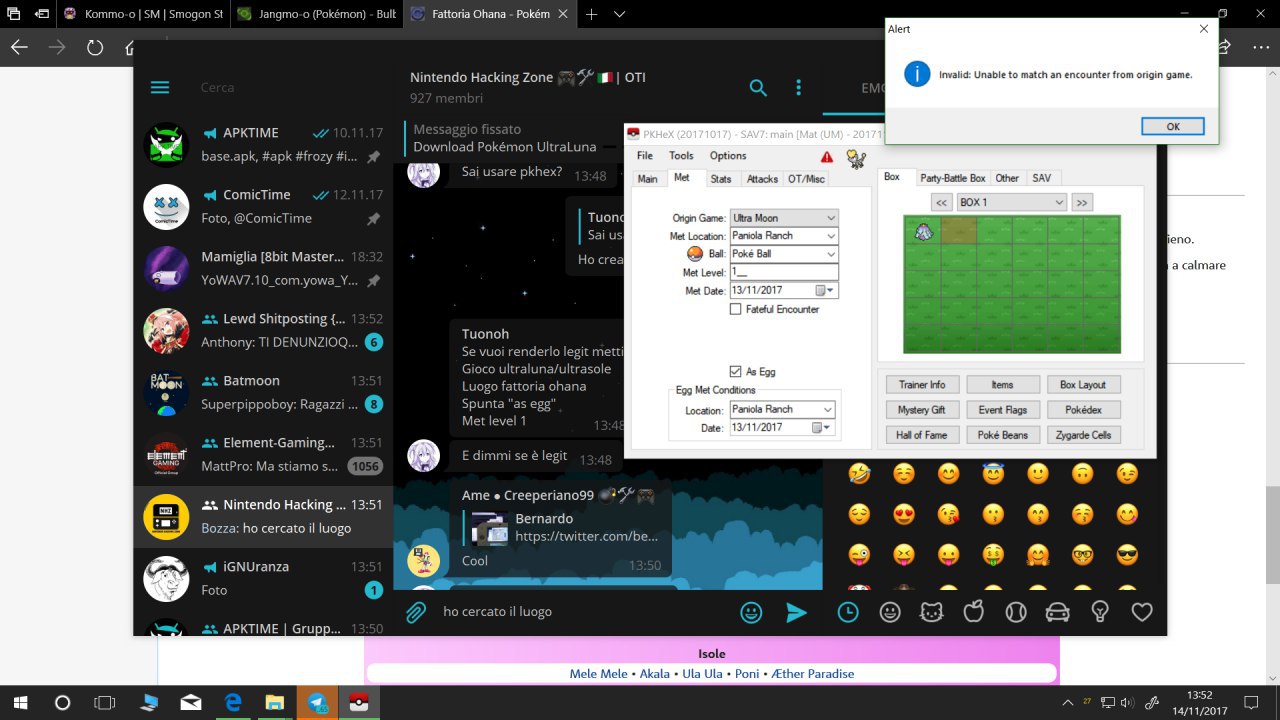 Kommo-o | SM | Smogon St
Jangmo-o (Pokémon) - Bulb
Fattoria Ohana - Pokém
Alert
Invalid: Unable to match an encounter from origin game.
OK
Cerca
APKTIME
10.11.17
base.apk, #apk #frozy #i...
ComicTime
12.11.17
Foto, @ComicTime
Momiglia [8bit Master...
18:32
YoWAV7.10_com.yowa_Y...
Lewd Shitposting {...
13:52
Anthony: TI DENUNZIOQ...
6
Batmoon
13:51
Superpippoboy: Ragazzi ...
8
Element-Gaming...
13:51
MattPro: Ma stiamo s...
1056
Nintendo Hacking ...
13:51
Bozza: ho cercato il luogo
iGNUranza
13:51
Foto
1
APKTIME | Grupp...
13:50
Nintendo Hacking Zone 🎮🛠🇮🇹| OTI
927 membri
Messaggio fissato
Download Pokémon UltraLuna
Sai usare pkhex?
13:48
Tuono
Sai us
Ho crea
Tuonoh
Se vuoi renderlo legit metti
Gioco ultraluna/ultrasole
Luogo fattoria ohana
Spunta "as egg"
Met level 1
13:48
E dimmi se è legit
13:48
Ame ● Creeperiano99 💣🛠🎮
Bernardo
https://twitter.com/be...
Cool
13:50
ho cercato il luogo
EMO
PKHeX (20171017) - SAV7: main [Mat (UM) - 2017
File
Tools
Options
Main
Met
Stats
Attacks
OT/Misc
Origin Game:
Ultra Moon
Met Location:
Paniola Ranch
Ball:
Poké Ball
Met Level:
1__
Met Date:
13/11/2017
Fateful Encounter
As Egg
Egg Met Conditions
Location:
Paniola Ranch
Date:
13/11/2017
Box
Party-Battle Box
Other
SAV
<<
BOX 1
>>
Trainer Info
Items
Box Layout
Mystery Gift
Event Flags
Pokédex
Hall of Fame
Poké Beans
Zygarde Cells
ieno.
a calmare
Isole
Mele Mele • Akala • Ula Ula • Poni • Æther Paradise
27
13:52
14/11/2017